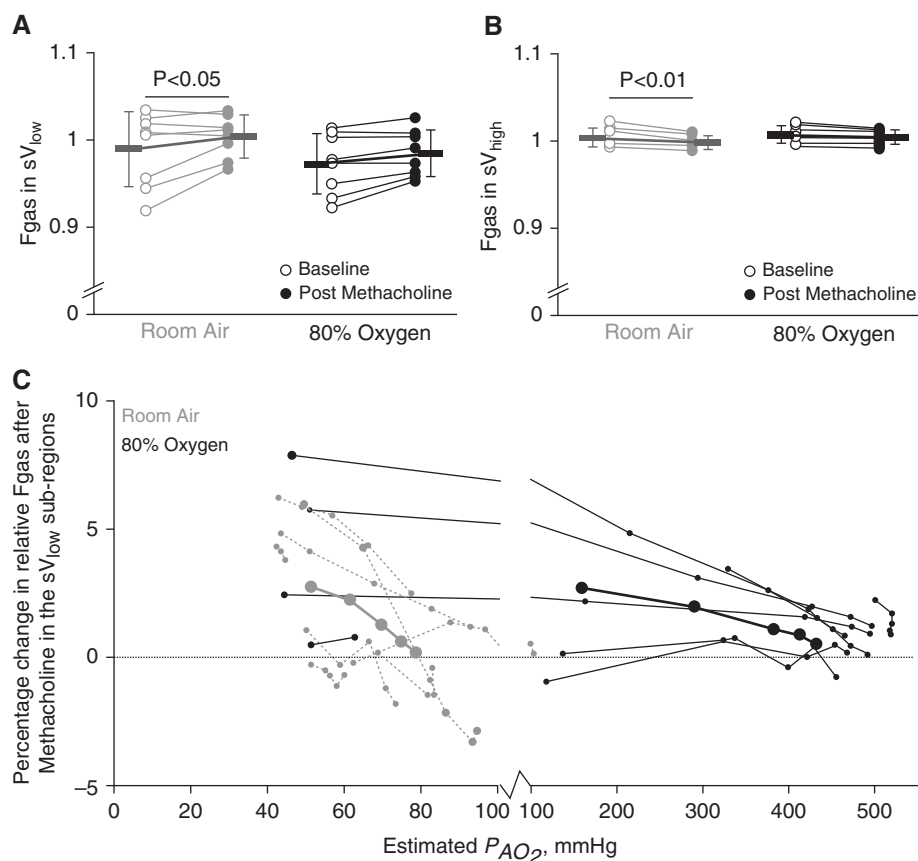 A
B
1.1
1
0.9
0
Fgas in sVlow
P<0.05
Baseline
Post Methacholine
Room Air
80% Oxygen
1.1
1
0.9
0
Fgas in sVhigh
P<0.01
Baseline
Post Methacholine
Room Air
80% Oxygen
C
Percentage change in relative Fgas after
Methacholine in the sVlow sub-regions
10
5
0
–5
Room Air
80% Oxygen
0 20 40 60 80 100 100 200 300 400 500
Estimated PAO2, mmHg